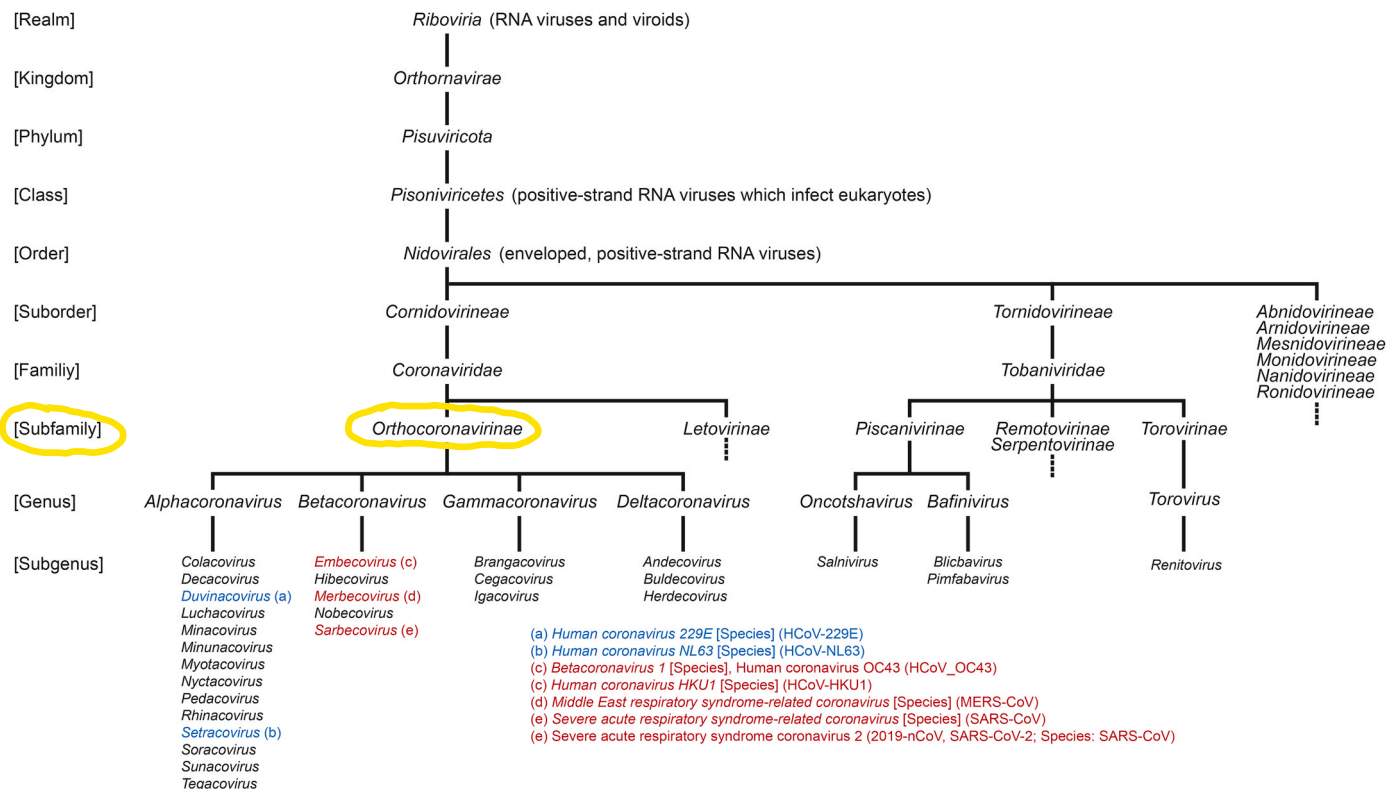 [Realm] Riboviria (RNA viruses and viroids)
[Kingdom] Orthornavirae
[Phylum] Pisuviricota
[Class] Pisoniviricetes (positive-strand RNA viruses which infect eukaryotes)
[Order] Nidovirales (enveloped, positive-strand RNA viruses)
[Suborder] Cornidovirineae Tornidovirineae Abnidovirineae
Arnidovirineae
Mesnidovirineae
Monidovirineae
Nanidovirineae
Ronidovirineae
[Familiy] Coronaviridae Tobaniviridae
[Subfamily] Orthocoronavirinae Letovirinae Piscanivirinae Remotovirinae Torovirinae
Serpentovirinae
[Genus] Alphacoronavirus Betacoronavirus Gammacoronavirus Deltacoronavirus Oncotshavirus Bafinivirus Torovirus
[Subgenus]
Colacovirus
Decacovirus
Duvinacovirus (a)
Luchacovirus
Minacovirus
Minunacovirus
Myotacovirus
Nyctacovirus
Pedacovirus
Rhinacovirus
Setracovirus (b)
Soracovirus
Sunacovirus
Tegacovirus
Embecovirus (c)
Hibecovirus
Merbecovirus (d)
Nobecovirus
Sarbecovirus (e)
Brangacovirus
Cegacovirus
Igacovirus
Andecovirus
Buldecovirus
Herdecovirus
Salnivirus
Blicbavirus
Pimfabavirus
Renitovirus
(a) Human coronavirus 229E [Species] (HCoV-229E)
(b) Human coronavirus NL63 [Species] (HCoV-NL63)
(c) Betacoronavirus 1 [Species], Human coronavirus OC43 (HCoV_OC43)
(c) Human coronavirus HKU1 [Species] (HCoV-HKU1)
(d) Middle East respiratory syndrome-related coronavirus [Species] (MERS-CoV)
(e) Severe acute respiratory syndrome-related coronavirus [Species] (SARS-CoV)
(e) Severe acute respiratory syndrome coronavirus 2 (2019-nCoV, SARS-CoV-2; Species: SARS-CoV)